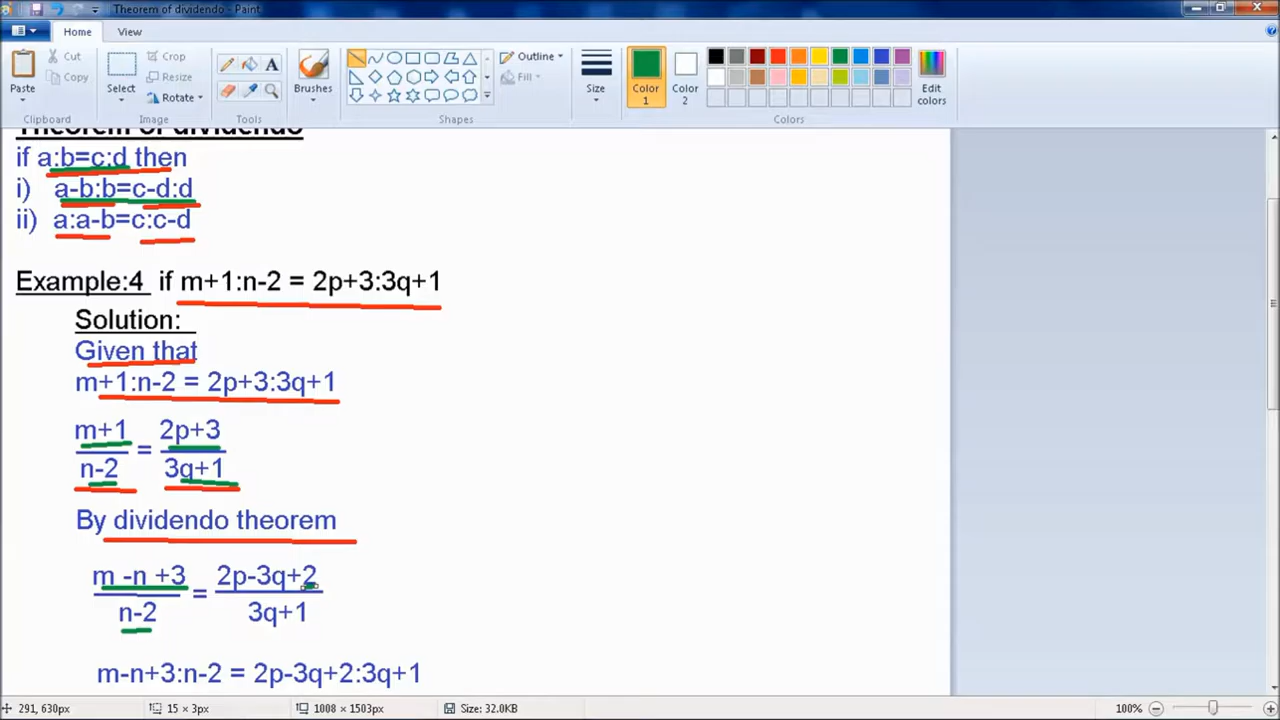 Theorem of dividendo - Paint
Home View
Paste Cut Copy
Clipboard
Select Crop Resize Rotate
Image
A
Tools
Brushes
Outline Fill
Shapes
Size
Color 1 Color 2
Edit colors
Colors
Theorem of dividendo
if a:b=c:d then
i) a-b:b=c-d:d
ii) a:a-b=c:c-d
Example:4 if m+1:n-2 = 2p+3:3q+1
Solution:
Given that
m+1:n-2 = 2p+3:3q+1
m+1 = 2p+3
n-2 3q+1
By dividendo theorem
m -n +3 = 2p-3q+2
n-2 3q+1
m-n+3:n-2 = 2p-3q+2:3q+1
291, 630px 15 × 3px 1008 × 1503px Size: 32.0KB 100%